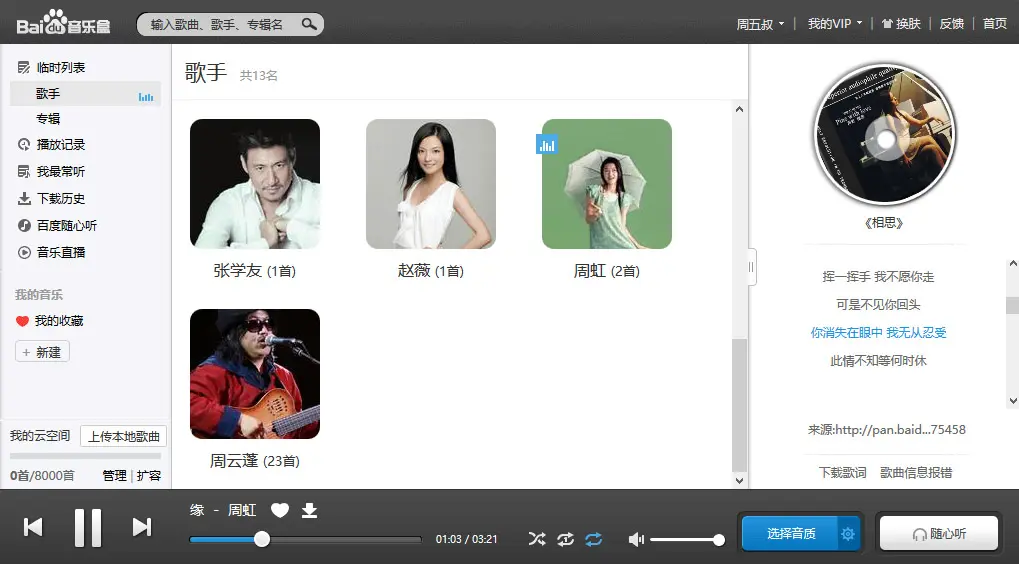 Baidu音乐盒
输入歌曲、歌手、专辑名
周五叔
我的VIP
换肤
反馈
首页
临时列表
歌手
专辑
播放记录
我最常听
下载历史
百度随心听
音乐直播
我的音乐
我的收藏
+ 新建
我的云空间 上传本地歌曲
0首/8000首 管理 | 扩容
歌手 共13名
张学友 (1首)
赵薇 (1首)
周虹 (2首)
周云蓬 (23首)
superior audiophile quality
《相思》
挥一挥手 我不愿你走
可是不见你回头
你消失在眼中 我无从忍受
此情不知等何时休
来源:http://pan.baid...75458
下载歌词 歌曲信息报错
缘 - 周虹
01:03 / 03:21
选择音质
随心听